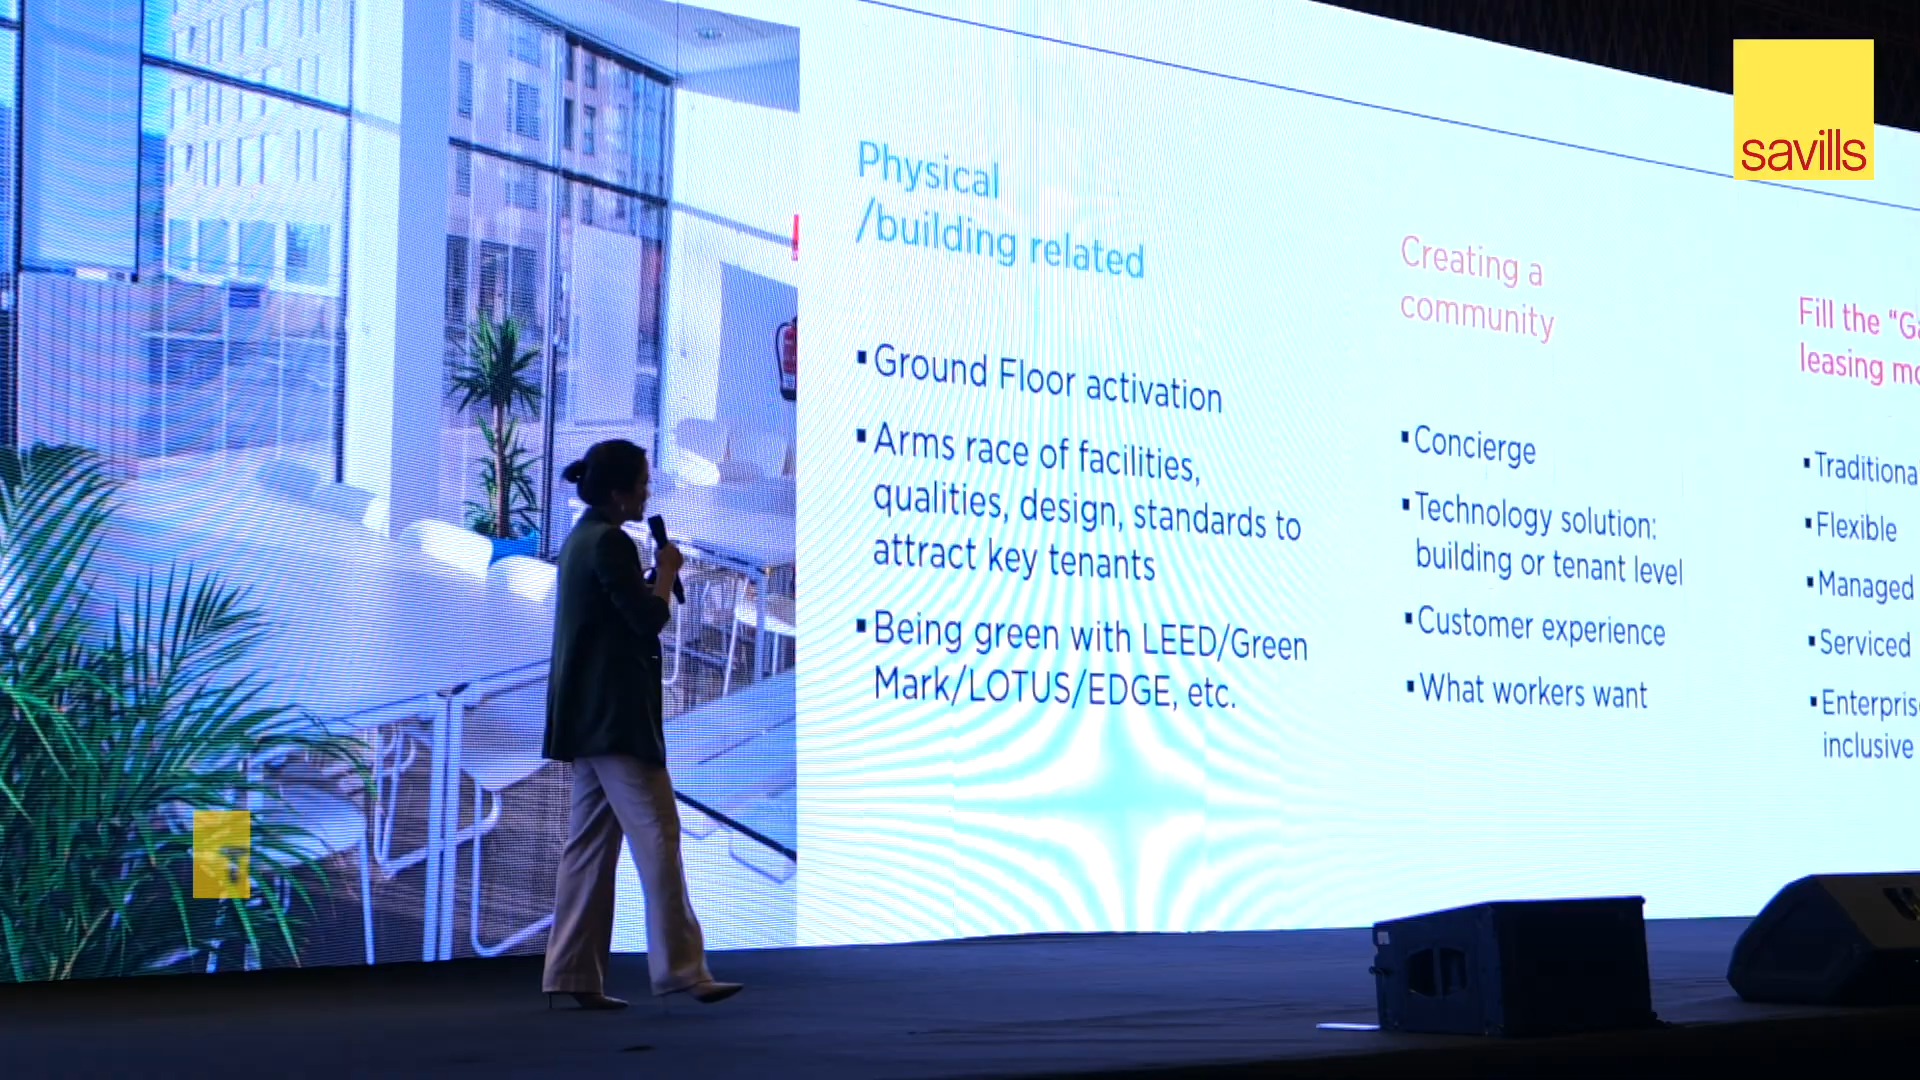 savills
Physical
/building related
▪Ground Floor activation
▪Arms race of facilities,
qualities, design, standards to
attract key tenants
▪Being green with LEED/Green
Mark/LOTUS/EDGE, etc.
Creating a
community
▪Concierge
▪Technology solution:
building or tenant level
▪Customer experience
▪What workers want
Fill the
leasing
▪Flexible
▪Managed
▪Serviced
inclusive